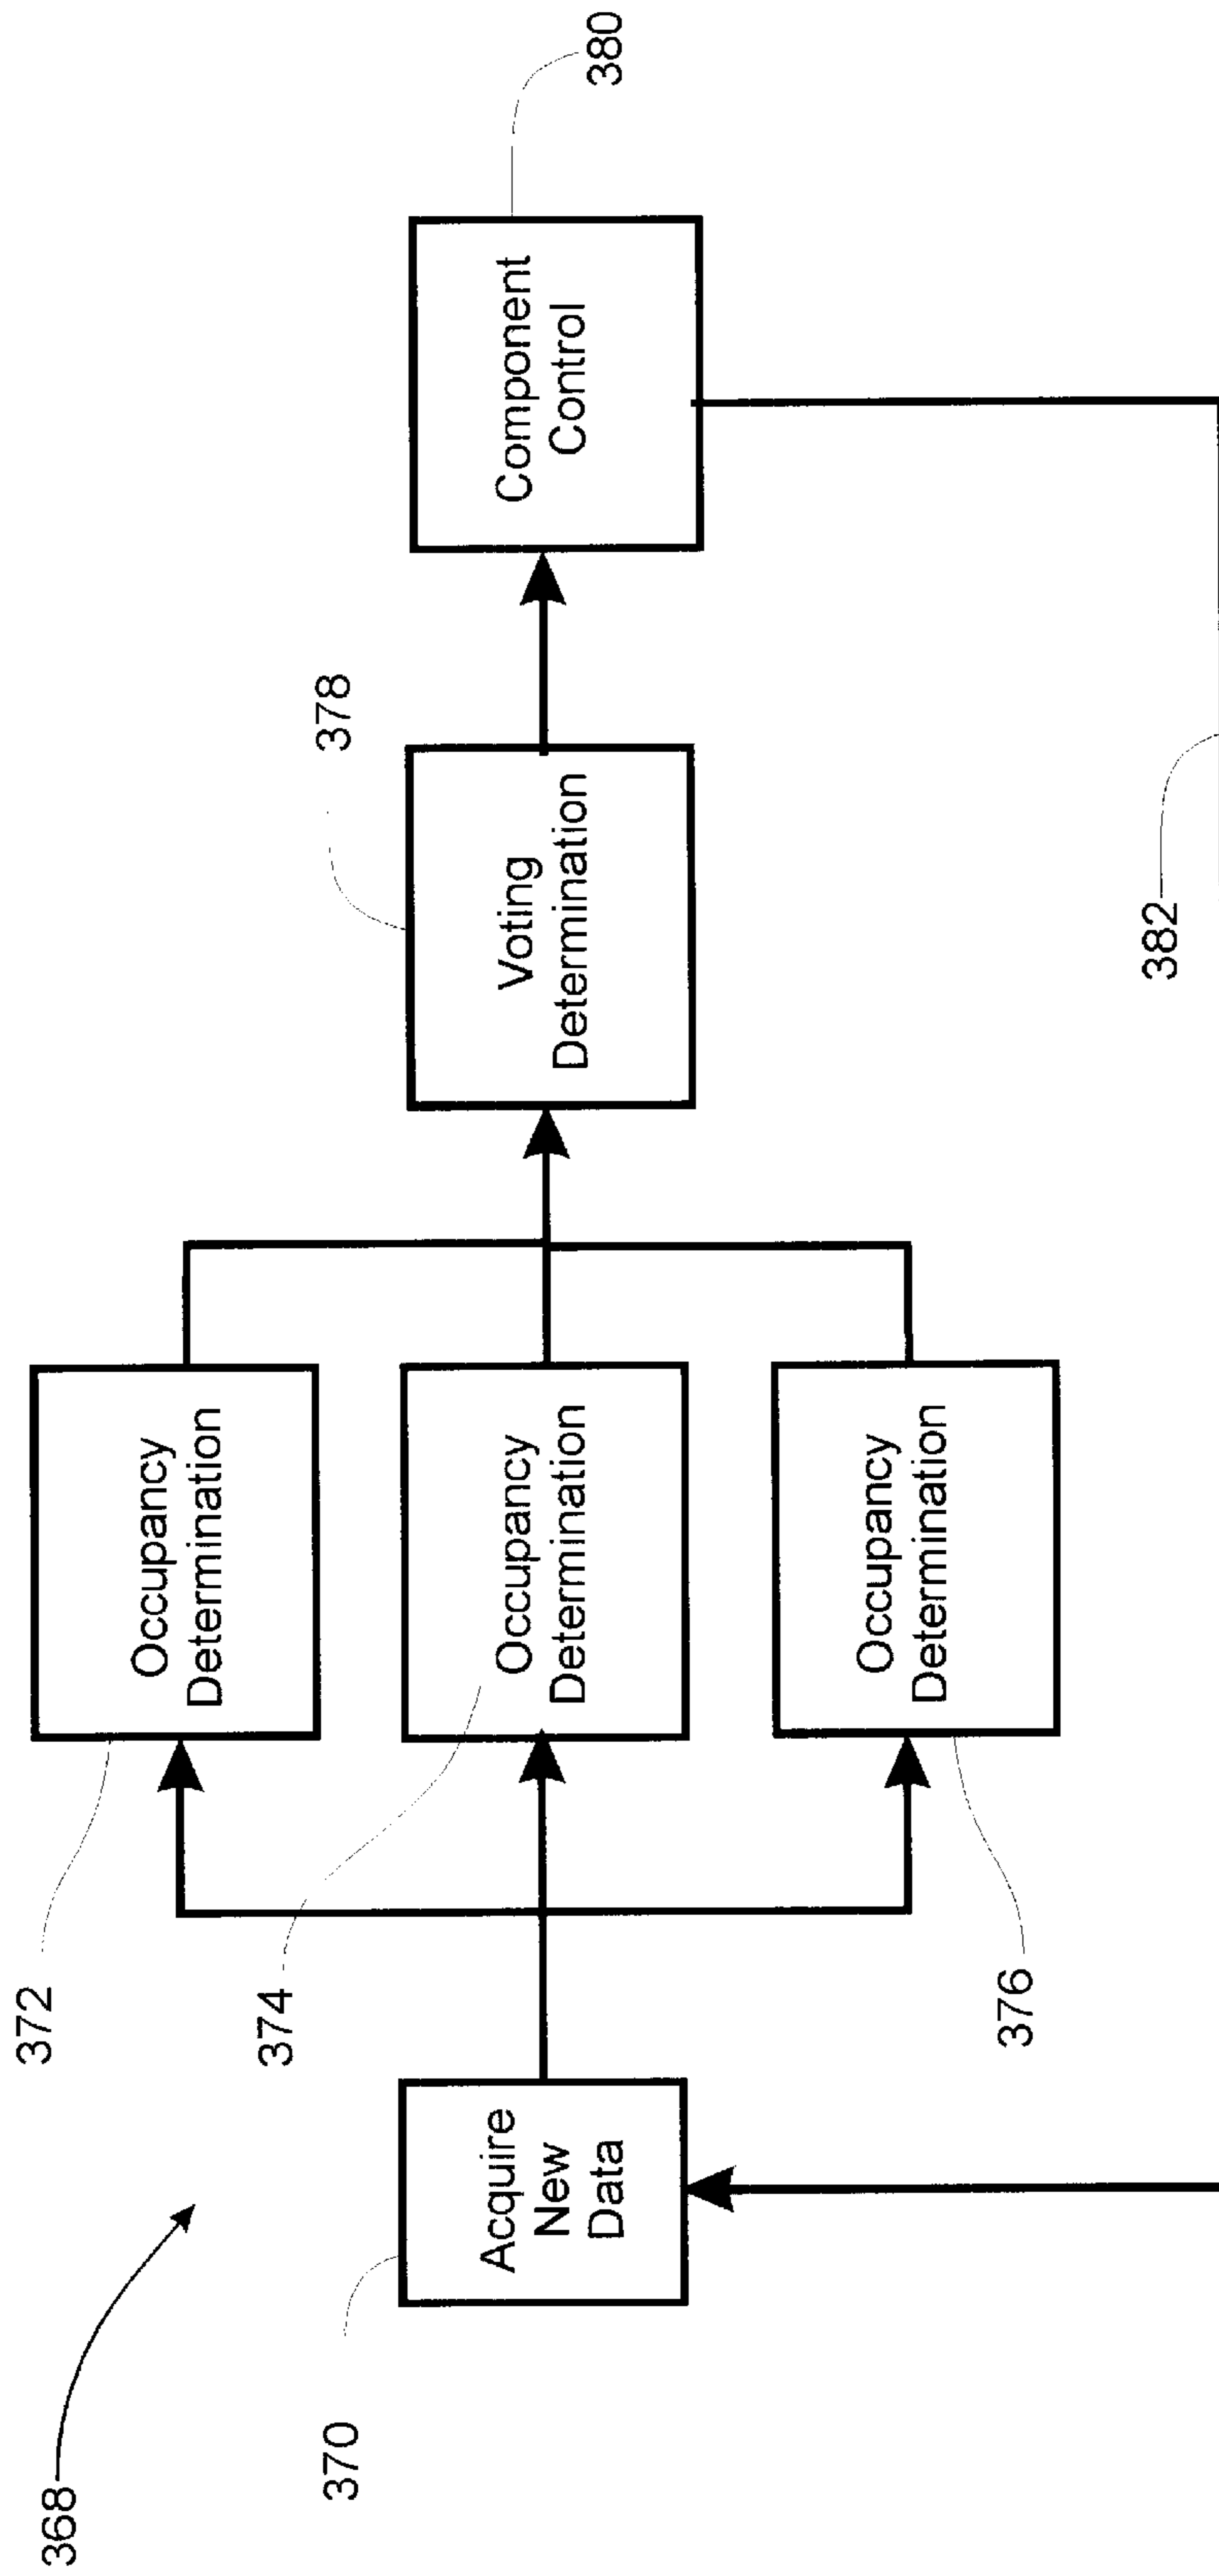 368
370
Acquire
New
Data
372
Occupancy
Determination
374
Occupancy
Determination
376
Occupancy
Determination
378
Voting
Determination
380
Component
Control
382